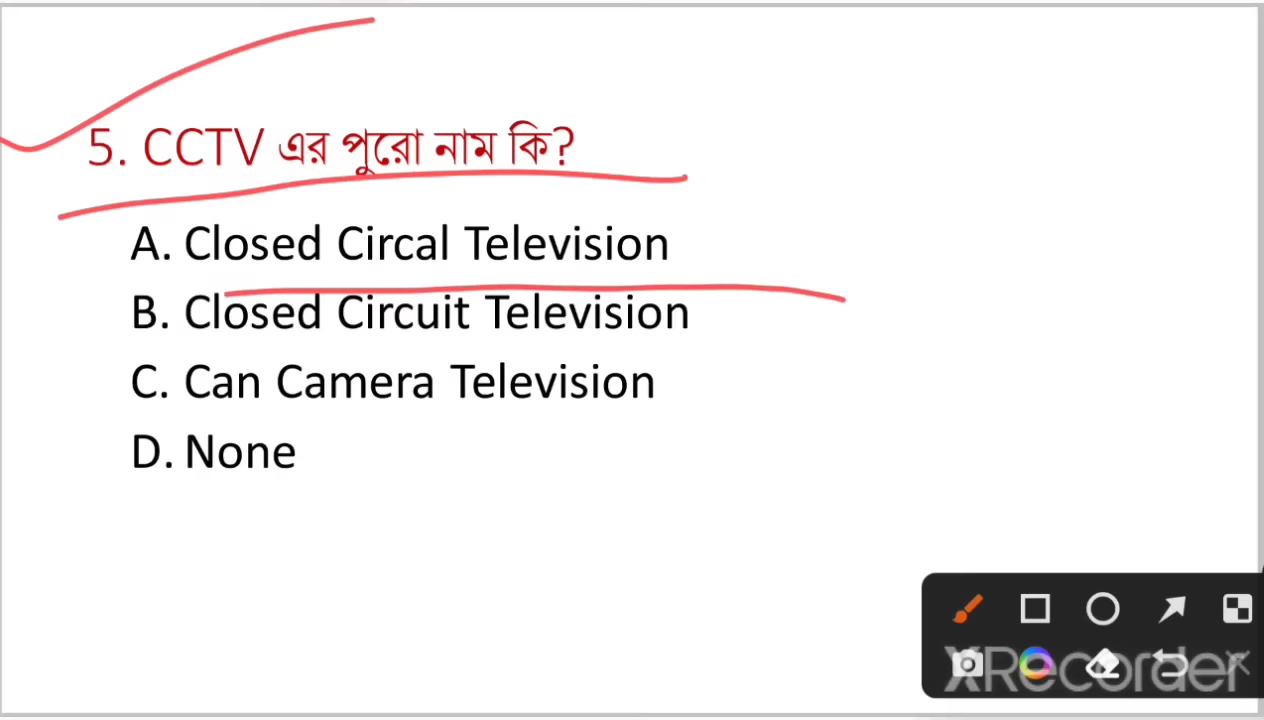 5. CCTV এর পুরো নাম কি?
A. Closed Circal Television
B. Closed Circuit Television
C. Can Camera Television
D. None
XRecorder